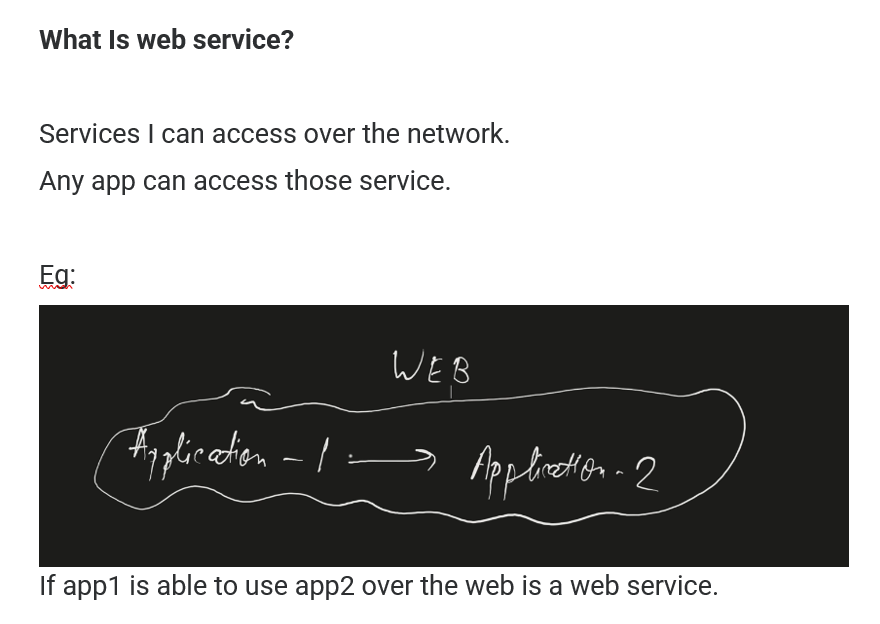 What Is web service?
Services I can access over the network.
Any app can access those service.
Eg:
WEB
Application - 1 → Application - 2
If app1 is able to use app2 over the web is a web service.